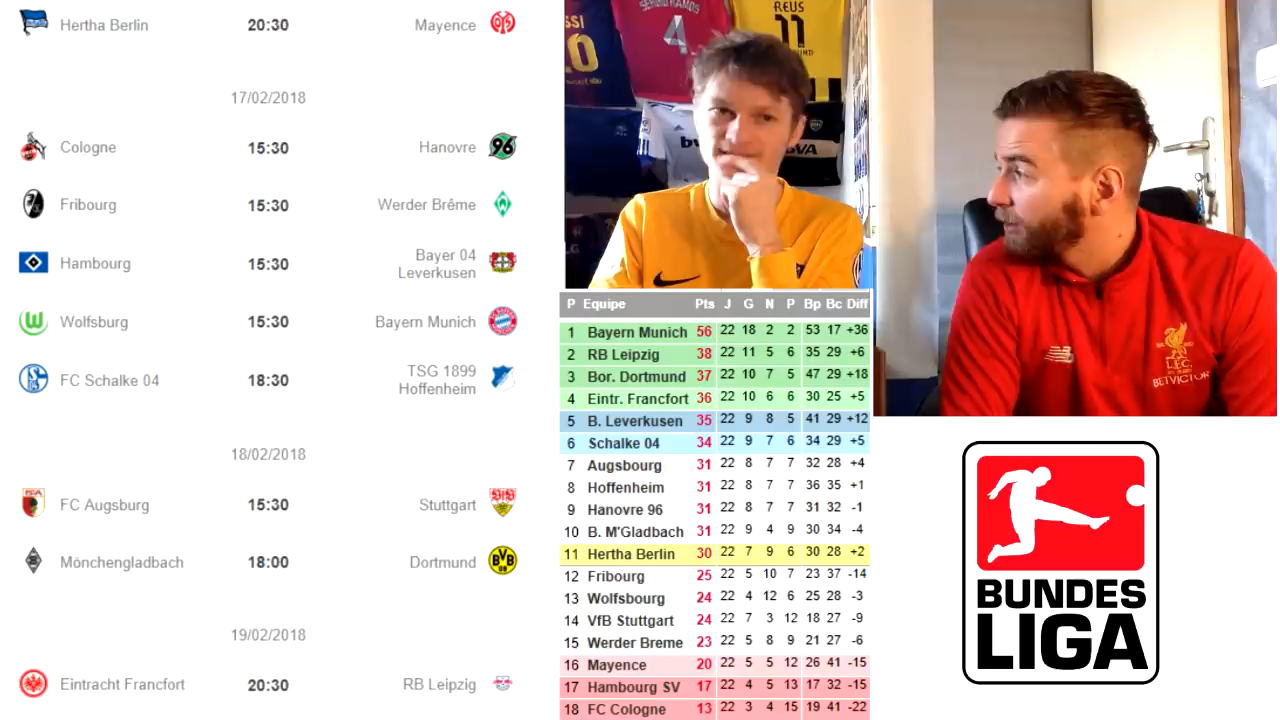 Hertha Berlin 20:30 Mayence
17/02/2018
Cologne 15:30 Hanovre 96
Fribourg 15:30 Werder Brême
Hambourg 15:30 Bayer 04
Leverkusen
Wolfsburg 15:30 Bayern Munich
FC Schalke 04 18:30 TSG 1899
Hoffenheim
18/02/2018
FC Augsburg 15:30 Stuttgart
Mönchengladbach 18:00 Dortmund BVB 09
19/02/2018
Eintracht Francfort 20:30 RB Leipzig
SERGIO RAMOS
4
REUS
11
P Equipe Pts J G N P Bp Bc Diff
1 Bayern Munich 56 22 18 2 2 53 17 +36
2 RB Leipzig 38 22 11 5 6 35 29 +6
3 Bor. Dortmund 37 22 10 7 5 47 29 +18
4 Eintr. Francfort 36 22 10 6 6 30 25 +5
5 B. Leverkusen 35 22 9 8 5 41 29 +12
6 Schalke 04 34 22 9 7 6 34 29 +5
7 Augsbourg 31 22 8 7 7 32 28 +4
8 Hoffenheim 31 22 8 7 7 36 35 +1
9 Hanovre 96 31 22 8 7 7 31 32 -1
10 B. M'Gladbach 31 22 9 4 9 30 34 -4
11 Hertha Berlin 30 22 7 9 6 30 28 +2
12 Fribourg 25 22 5 10 7 23 37 -14
13 Wolfsbourg 24 22 4 12 6 25 28 -3
14 VfB Stuttgart 24 22 7 3 12 18 27 -9
15 Werder Breme 23 22 5 8 9 21 27 -6
16 Mayence 20 22 5 5 12 26 41 -15
17 Hambourg SV 17 22 4 5 13 17 32 -15
18 FC Cologne 13 22 3 4 15 19 41 -22
L.F.C.
BETVICTOR
BUNDES
LIGA